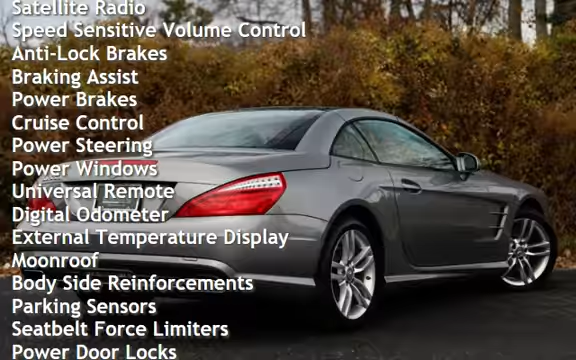 Satellite Radio
Speed Sensitive Volume Control
Anti-Lock Brakes
Braking Assist
Power Brakes
Cruise Control
Power Steering
Power Windows
Universal Remote
Digital Odometer
External Temperature Display
Moonroof
Body Side Reinforcements
Parking Sensors
Seatbelt Force Limiters
Power Door Locks